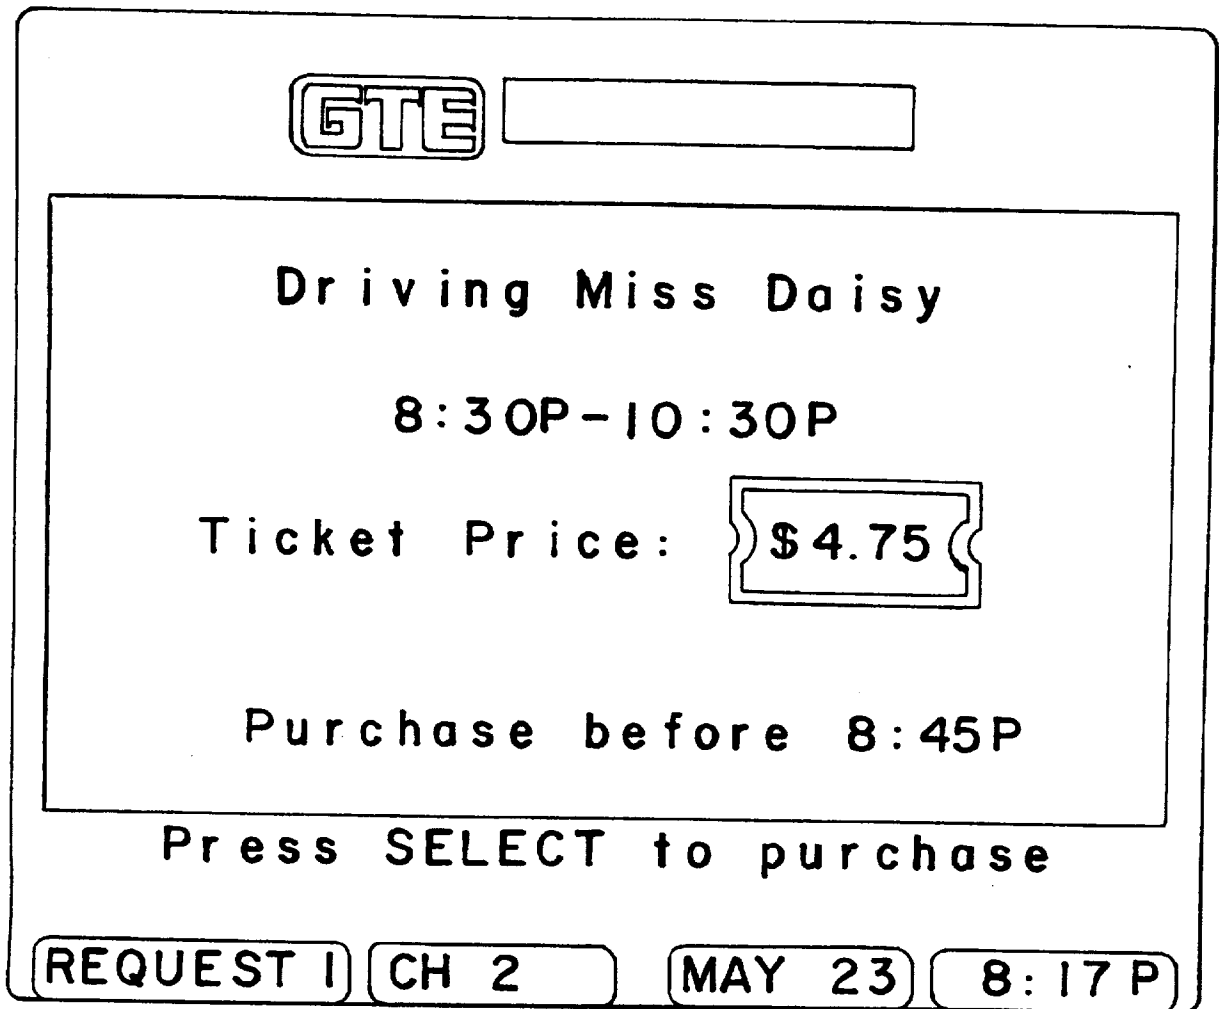 GTE
Driving Miss Daisy
8:30P-10:30P
Ticket Price: $4.75
Purchase before 8:45P
Press SELECT to purchase
REQUEST 1 CH 2 MAY 23 8:17P